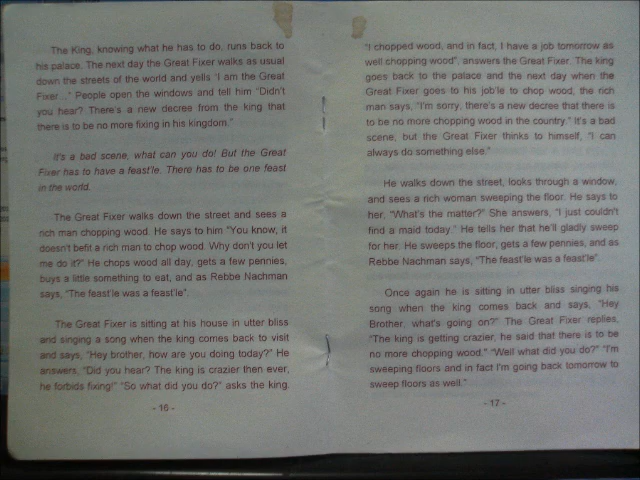 The King, knowing what he has to do, runs back to
his palace. The next day the Great Fixer walks as usual
down the streets of the world and yells "I am the Great
Fixer..." People open the windows and tell him "Didn't
you hear? There's a new decree from the king that
there is to be no more fixing in his kingdom."
It's a bad scene, what can you do! But the Great
Fixer has to have a feast'le. There has to be one feast
in the world.
The Great Fixer walks down the street and sees a
rich man chopping wood. He says to him "You know, it
doesn't befit a rich man to chop wood. Why don't you let
me do it?" He chops wood all day, gets a few pennies,
buys a little something to eat, and as Rebbe Nachman
says, "The feast'le was a feast'le".
The Great Fixer is sitting at his house in utter bliss
and singing a song when the king comes back to visit
and says, "Hey brother, how are you doing today?" He
answers, "Did you hear? The king is crazier then ever,
he forbids fixing!" "So what did you do?" asks the king.
- 16 -
"I chopped wood, and in fact, I have a job tomorrow as
well chopping wood", answers the Great Fixer. The king
goes back to the palace and the next day when the
Great Fixer goes to his job'le to chop wood, the rich
man says, "I'm sorry, there's a new decree that there is
to be no more chopping wood in the country." It's a bad
scene, but the Great Fixer thinks to himself, "I can
always do something else."
He walks down the street, looks through a window,
and sees a rich woman sweeping the floor. He says to
her, "What's the matter?" She answers, "I just couldn't
find a maid today." He tells her that he'll gladly sweep
for her. He sweeps the floor, gets a few pennies, and as
Rebbe Nachman says, "The feast'le was a feast'le".
Once again he is sitting in utter bliss singing his
song when the king comes back and says, "Hey
Brother, what's going on?" The Great Fixer replies,
"The king is getting crazier, he said that there is to be
no more chopping wood." "Well what did you do?" "I'm
sweeping floors and in fact I'm going back tomorrow to
sweep floors as well."
- 17 -